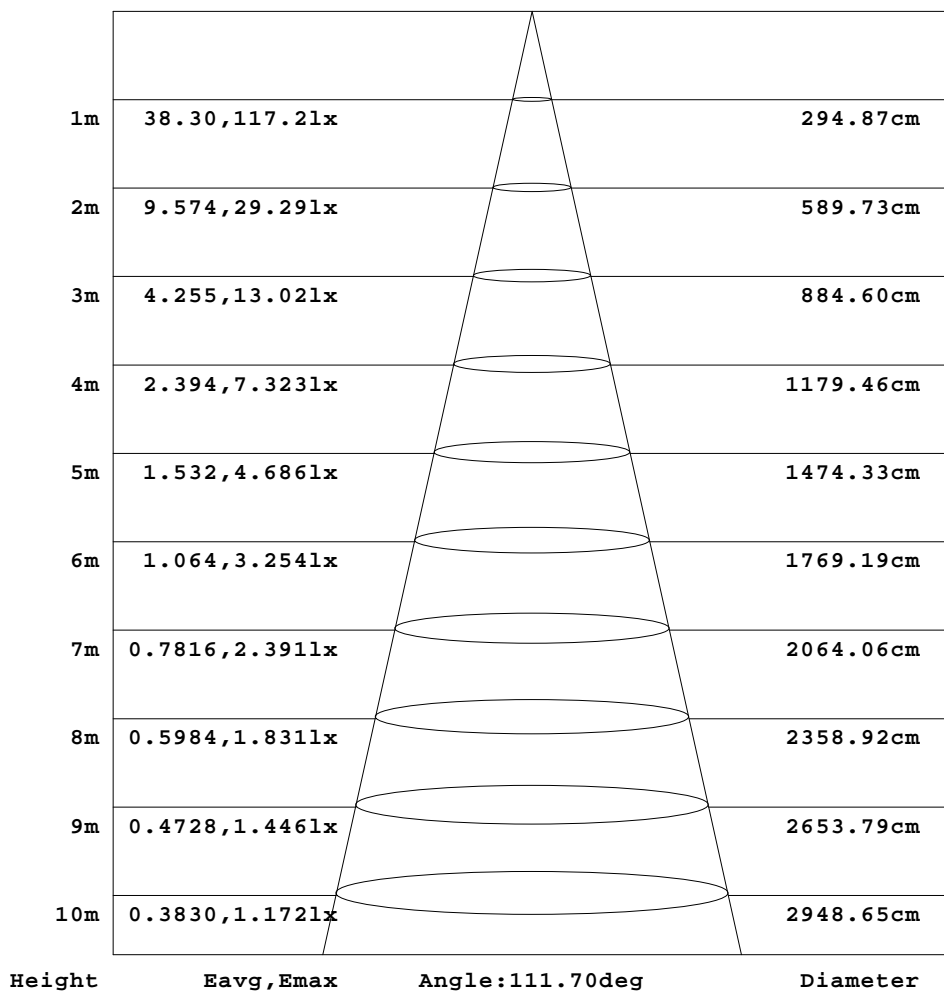 1m 38.30,117.2lx 294.87cm
2m 9.574,29.29lx 589.73cm
3m 4.255,13.02lx 884.60cm
4m 2.394,7.323lx 1179.46cm
5m 1.532,4.686lx 1474.33cm
6m 1.064,3.254lx 1769.19cm
7m 0.7816,2.391lx 2064.06cm
8m 0.5984,1.831lx 2358.92cm
9m 0.4728,1.446lx 2653.79cm
10m 0.3830,1.172lx 2948.65cm
Height Eavg,Emax Angle:111.70deg Diameter